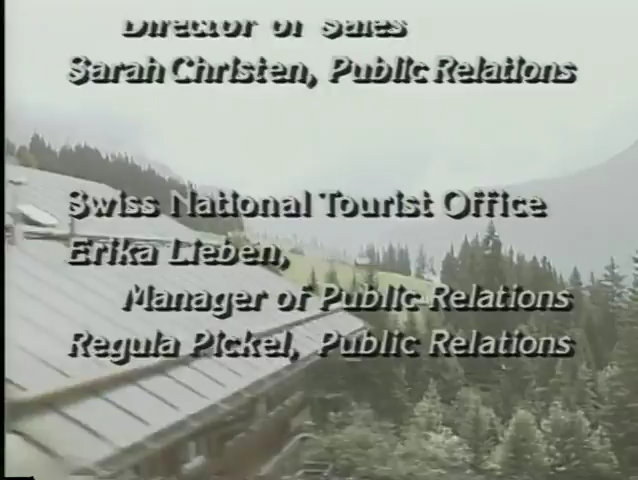 Director of Sales
Sarah Christen, Public Relations
Swiss National Tourist Office
Erika Lieben,
Manager of Public Relations
Regula Pickel, Public Relations